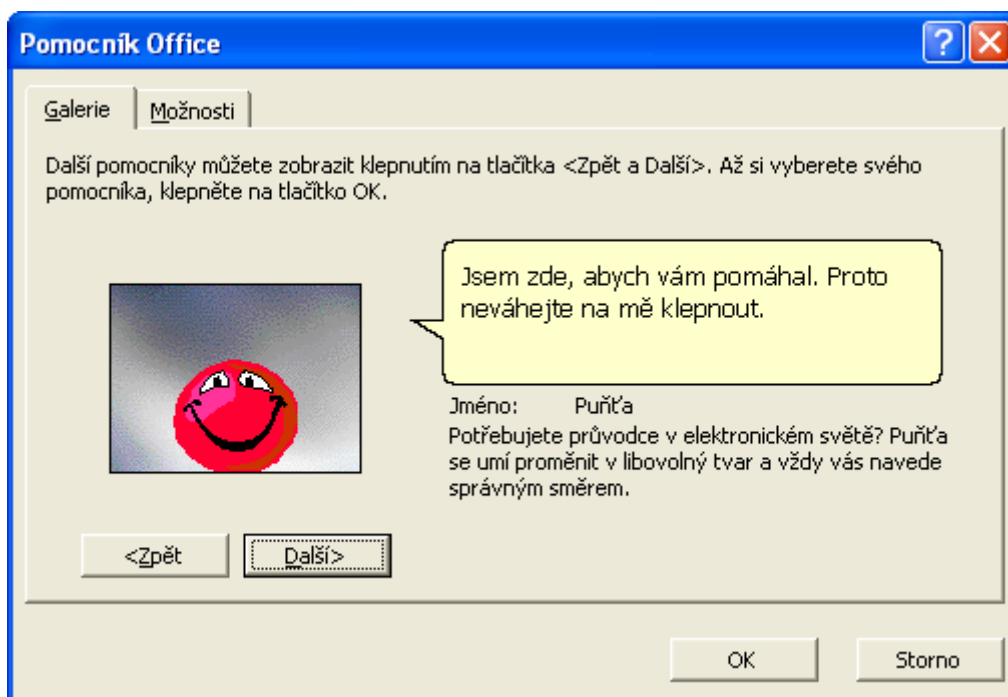 Pomocník Office
Galerie
Možnosti
Další pomocníky můžete zobrazit klepnutím na tlačítka <Zpět a Další>. Až si vyberete svého
pomocníka, klepněte na tlačítko OK.
Jsem zde, abych vám pomáhal. Proto
neváhejte na mě klepnout.
Jméno: Puňťa
Potřebujete průvodce v elektronickém světě? Puňťa
se umí proměnit v libovolný tvar a vždy vás navede
správným směrem.
<Zpět
Další>
OK
Storno